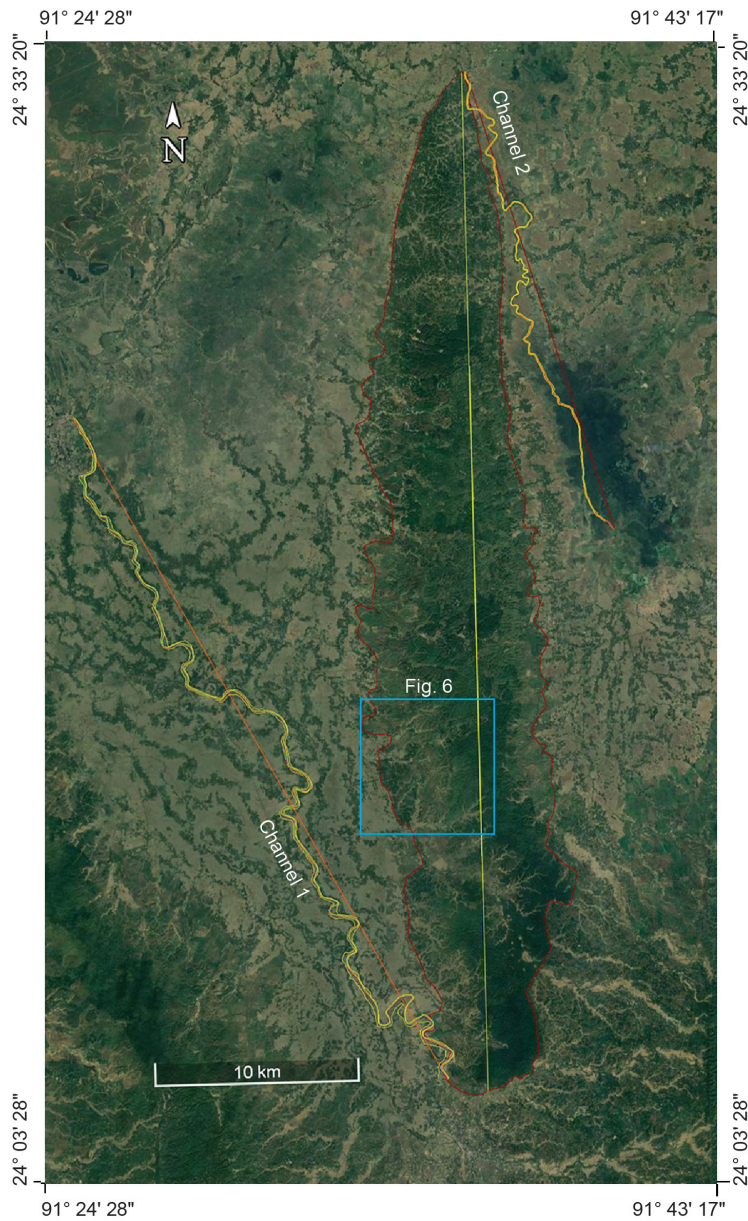 91° 24' 28"
91° 43' 17"
24° 33' 20"
24° 33' 20"
N
Channel 2
Fig. 6
Channel 1
10 km
24° 03' 28"
24° 03' 28"
91° 24' 28"
91° 43' 17"